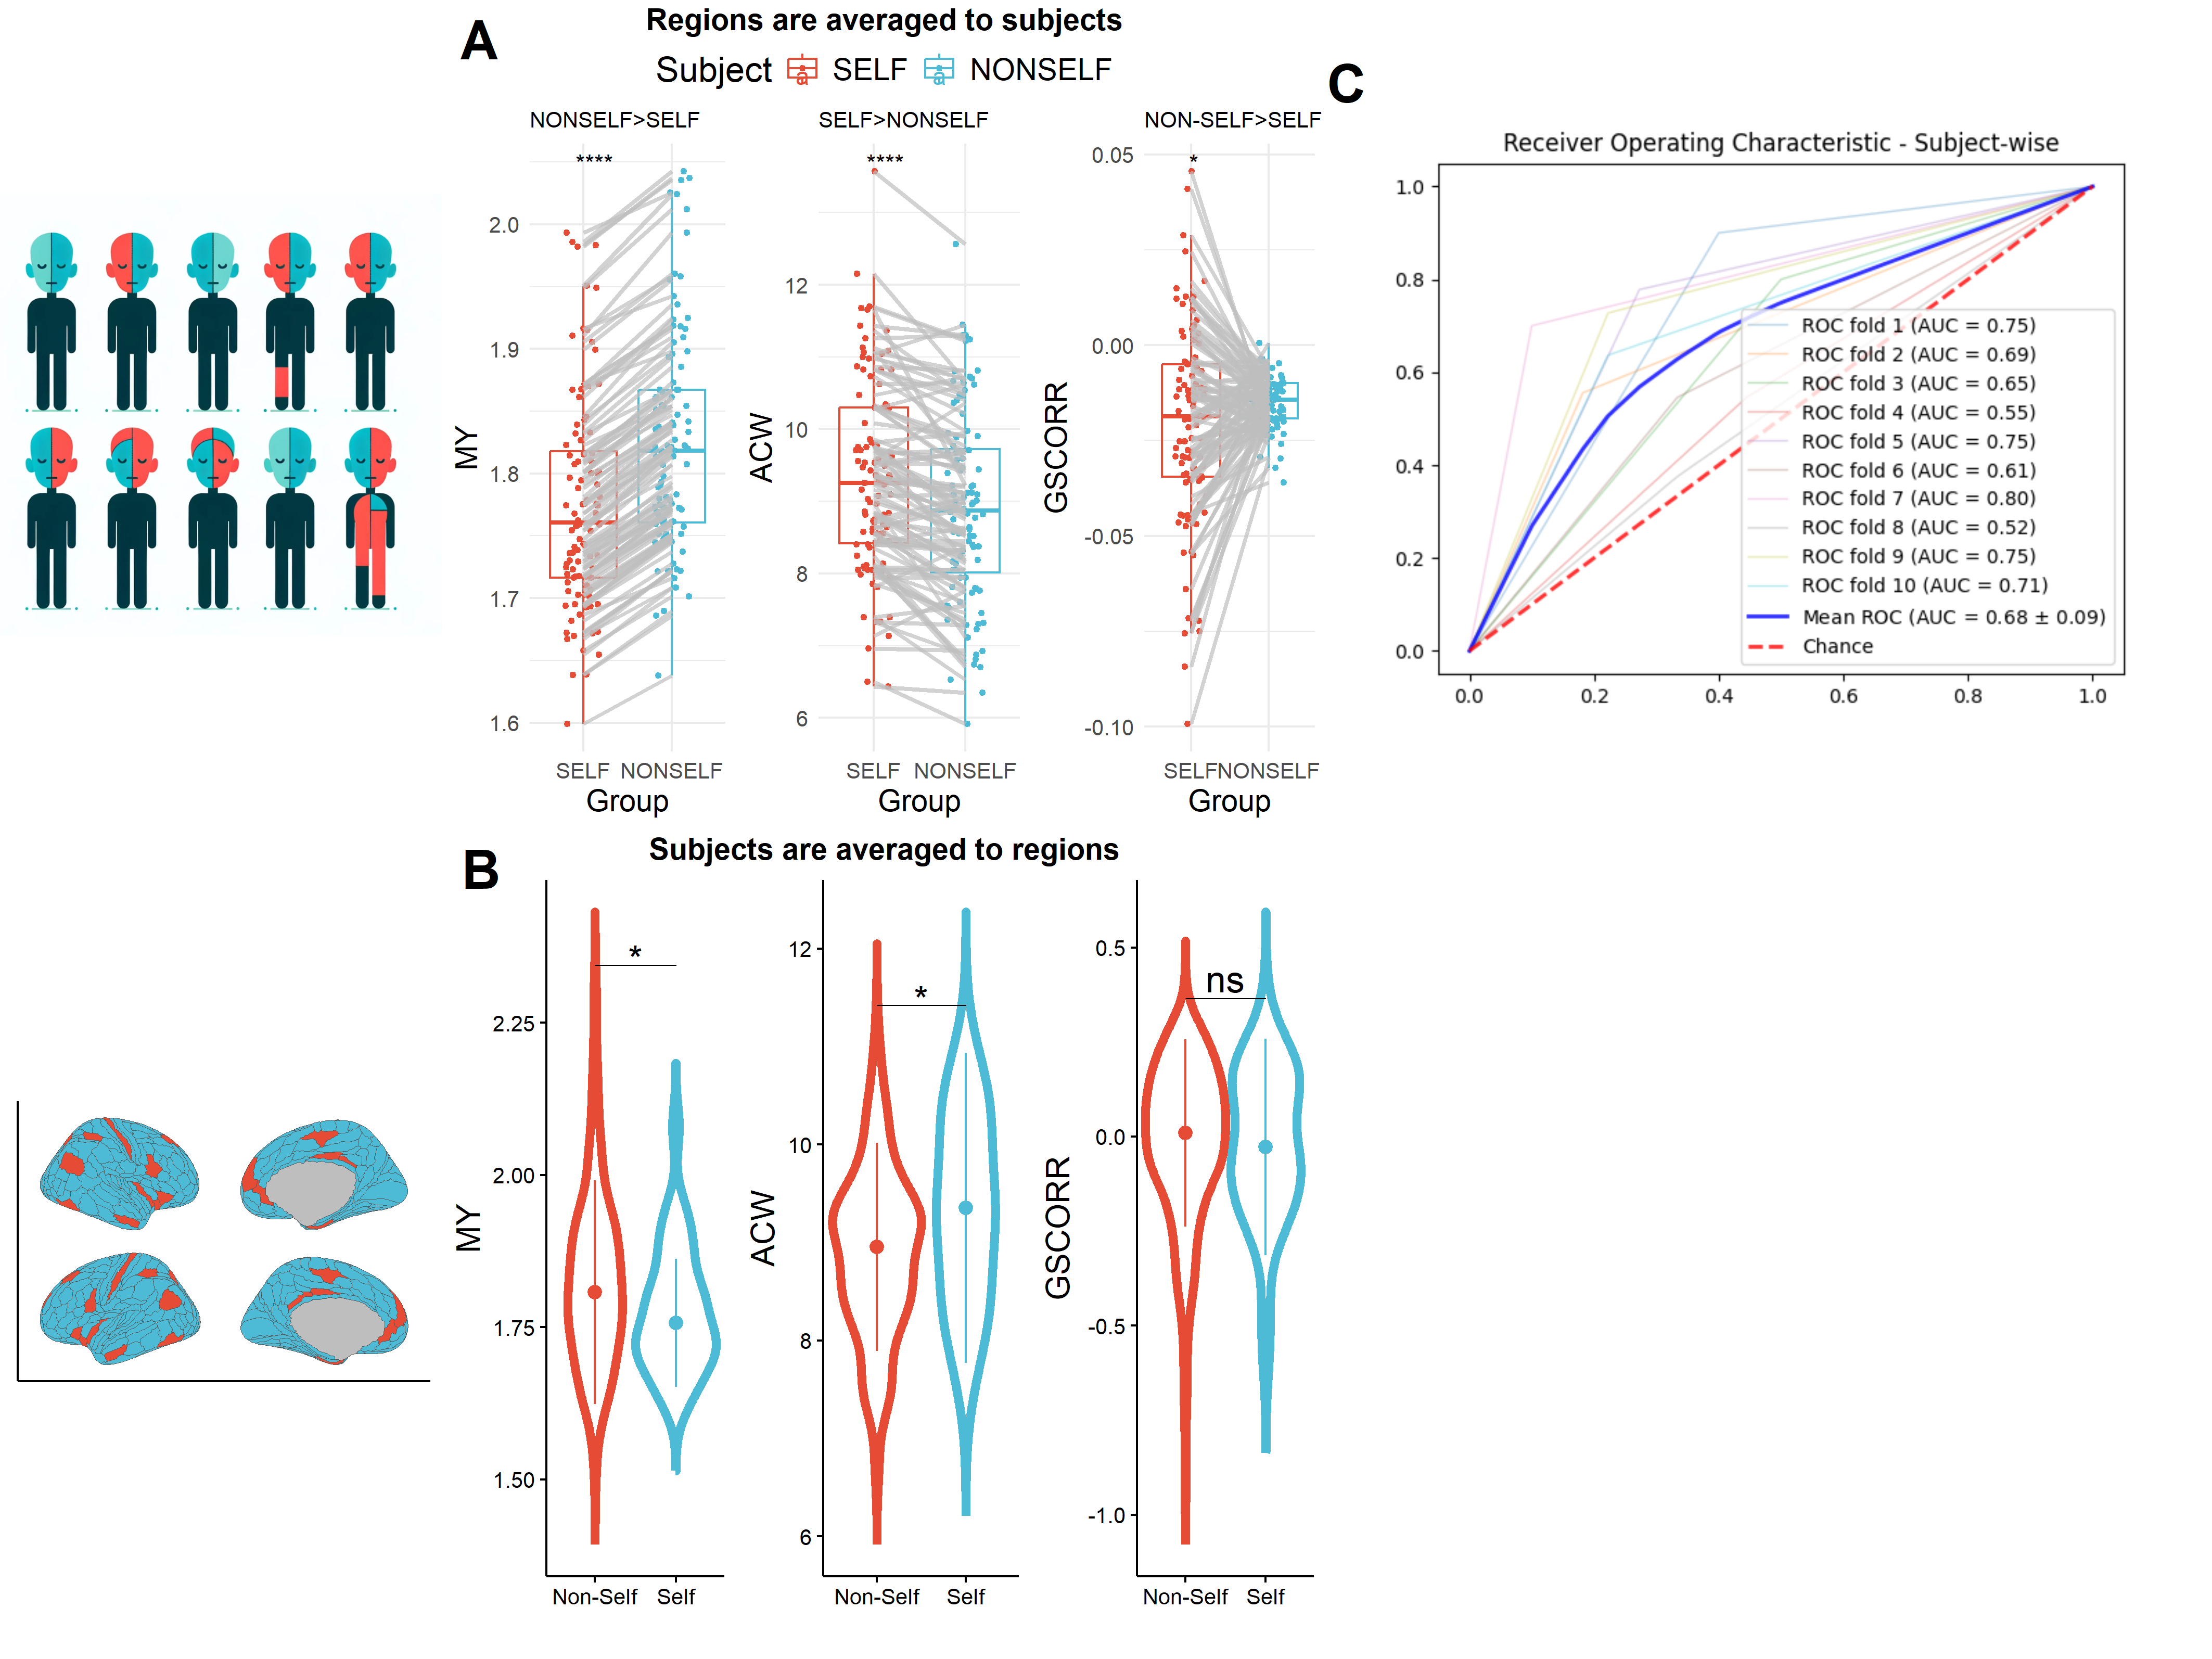 A
Regions are averaged to subjects
Subject SELF NONSELF
NONSELF>SELF
****
MY
2.0
1.9
1.8
1.7
1.6
SELF NONSELF
Group
SELF>NONSELF
****
ACW
12
10
8
6
SELF NONSELF
Group
NON-SELF>SELF
*
GSCORR
0.05
0.00
-0.05
-0.10
SELF NONSELF
Group
C
Receiver Operating Characteristic - Subject-wise
1.0
0.8
0.6
0.4
0.2
0.0
0.0 0.2 0.4 0.6 0.8 1.0
ROC fold 1 (AUC = 0.75)
ROC fold 2 (AUC = 0.69)
ROC fold 3 (AUC = 0.65)
ROC fold 4 (AUC = 0.55)
ROC fold 5 (AUC = 0.75)
ROC fold 6 (AUC = 0.61)
ROC fold 7 (AUC = 0.80)
ROC fold 8 (AUC = 0.52)
ROC fold 9 (AUC = 0.75)
ROC fold 10 (AUC = 0.71)
Mean ROC (AUC = 0.68 ± 0.09)
Chance
B
Subjects are averaged to regions
MY
2.25
2.00
1.75
1.50
*
Non-Self Self
ACW
12
10
8
6
*
Non-Self Self
GSCORR
0.5
0.0
-0.5
-1.0
ns
Non-Self Self